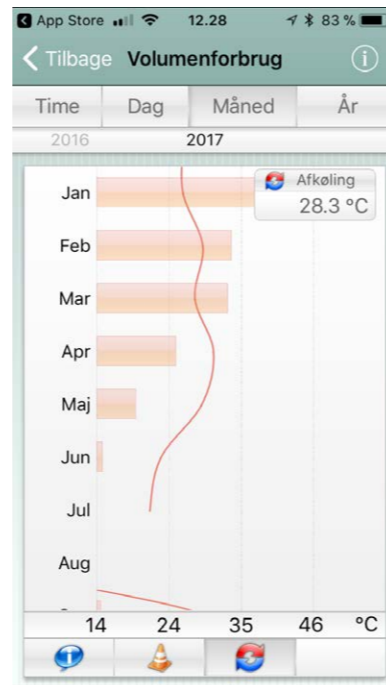 App Store 12.28 83 %
Tilbage Volumenforbrug i
Time Dag Måned År
2016 2017
Afkøling
28.3 °C
Jan
Feb
Mar
Apr
Maj
Jun
Jul
Aug
14 24 35 46 °C